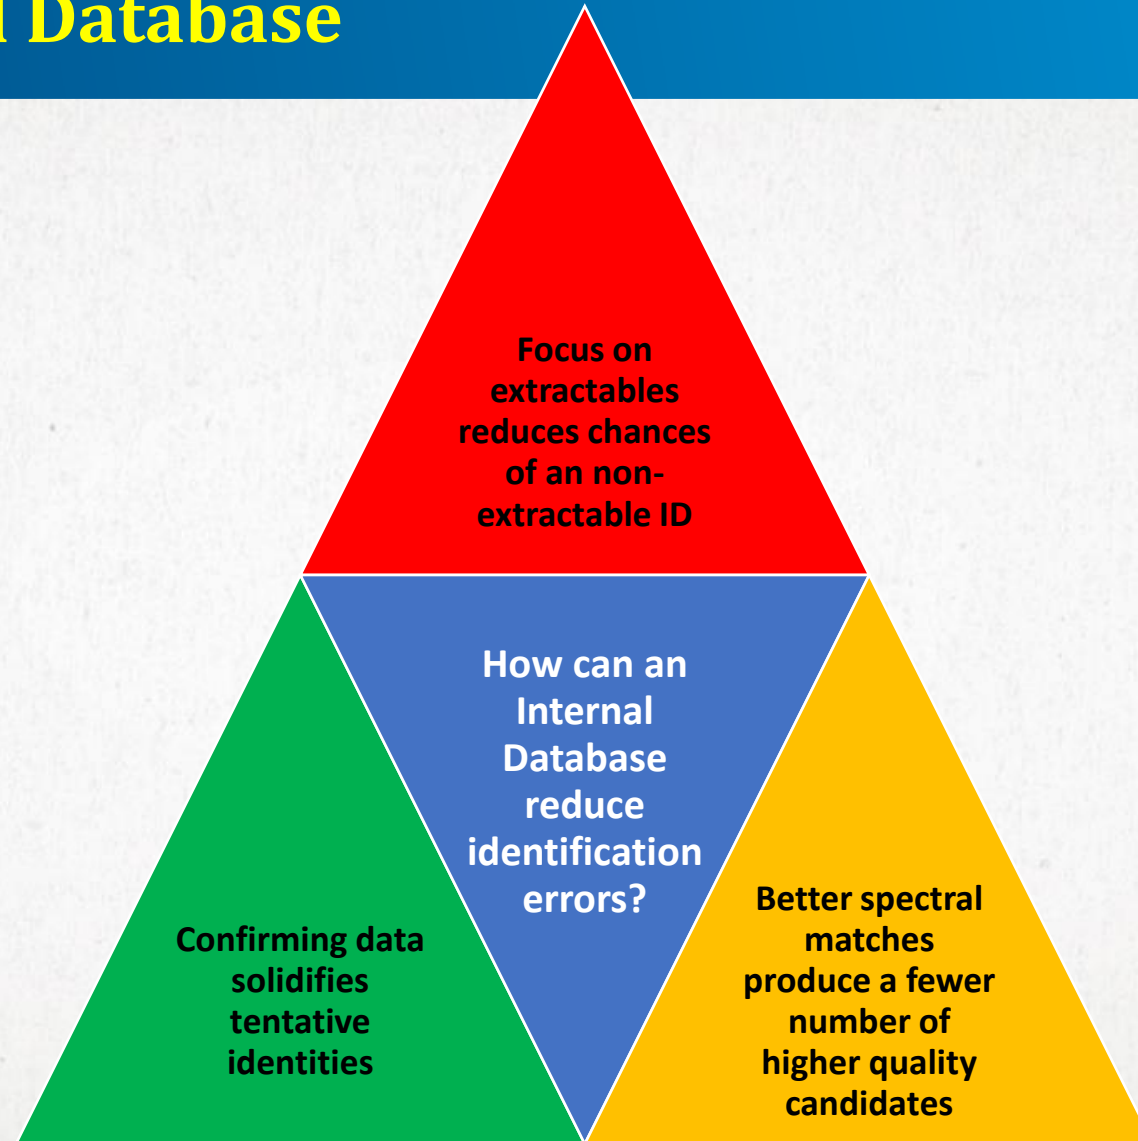 Database
Focus on
extractables
reduces chances
of an non-
extractable ID
How can an
Internal
Database
reduce
identification
errors?
Confirming data
solidifies
tentative
identities
Better spectral
matches
produce a fewer
number of
higher quality
candidates